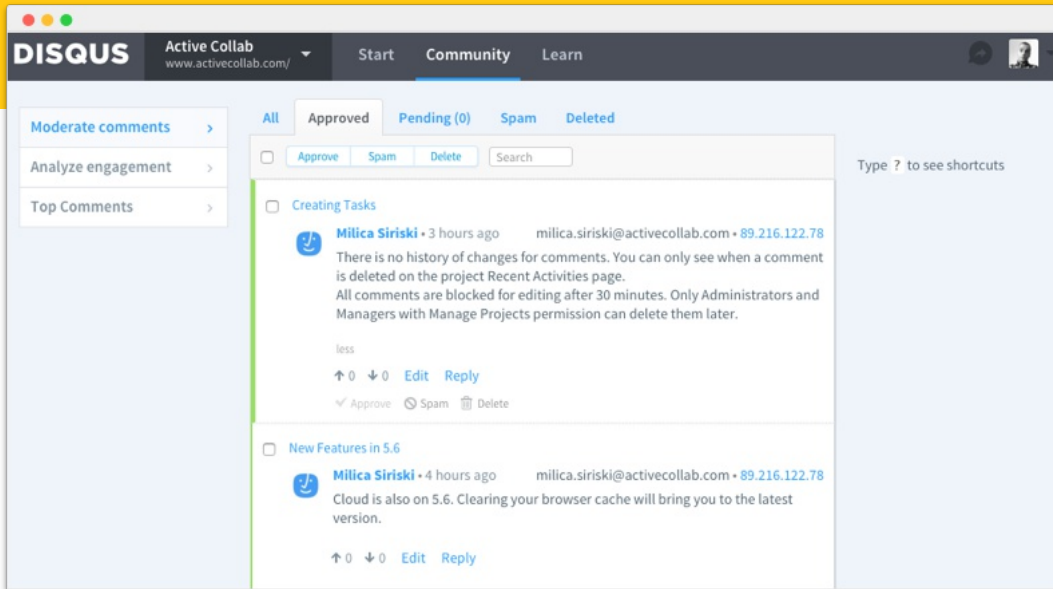 DISQUS
Active Collab
www.activecollab.com/
Start
Community
Learn
Moderate comments
Analyze engagement
Top Comments
All
Approved
Pending (0)
Spam
Deleted
Approve
Spam
Delete
Search
Type ? to see shortcuts
Creating Tasks
Milica Siriski • 3 hours ago milica.siriski@activecollab.com • 89.216.122.78
There is no history of changes for comments. You can only see when a comment
is deleted on the project Recent Activities page.
All comments are blocked for editing after 30 minutes. Only Administrators and
Managers with Manage Projects permission can delete them later.
less
0 0 Edit Reply
Approve Spam Delete
New Features in 5.6
Milica Siriski • 4 hours ago milica.siriski@activecollab.com • 89.216.122.78
Cloud is also on 5.6. Clearing your browser cache will bring you to the latest
version.
0 0 Edit Reply